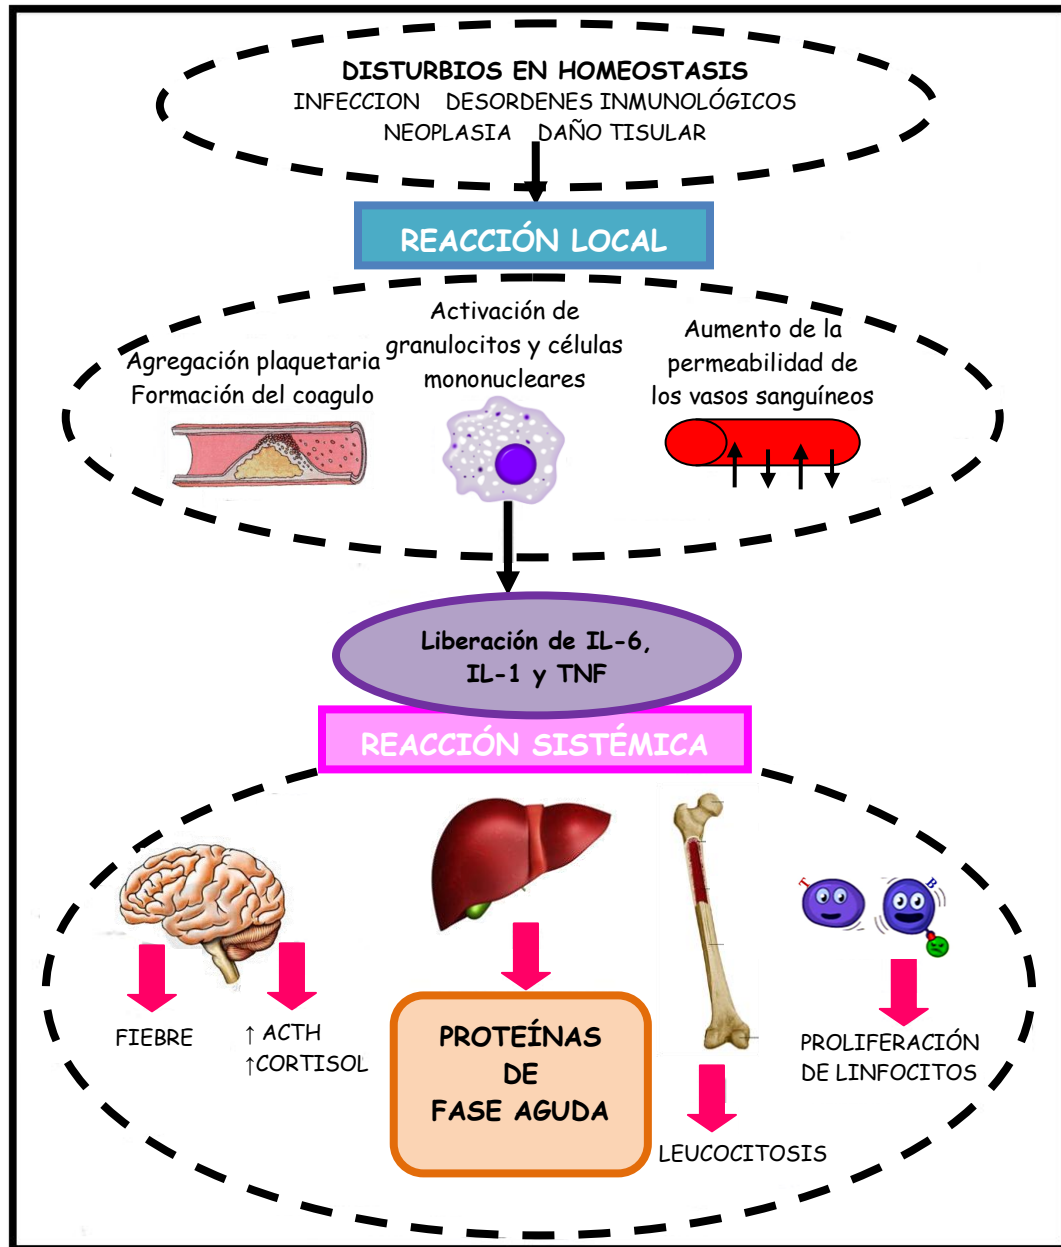 DISTURBIOS EN HOMEOSTASIS
INFECCION DESORDENES INMUNOLÓGICOS
NEOPLASIA DAÑO TISULAR
REACCIÓN LOCAL
Agregación plaquetaria
Formación del coagulo
Activación de
granulocitos y células
mononucleares
Aumento de la
permeabilidad de
los vasos sanguíneos
Liberación de IL-6,
IL-1 y TNF
REACCIÓN SISTÉMICA
T
B
FIEBRE
↑ ACTH
↑CORTISOL
PROTEÍNAS
DE
FASE AGUDA
LEUCOCITOSIS
PROLIFERACIÓN
DE LINFOCITOS